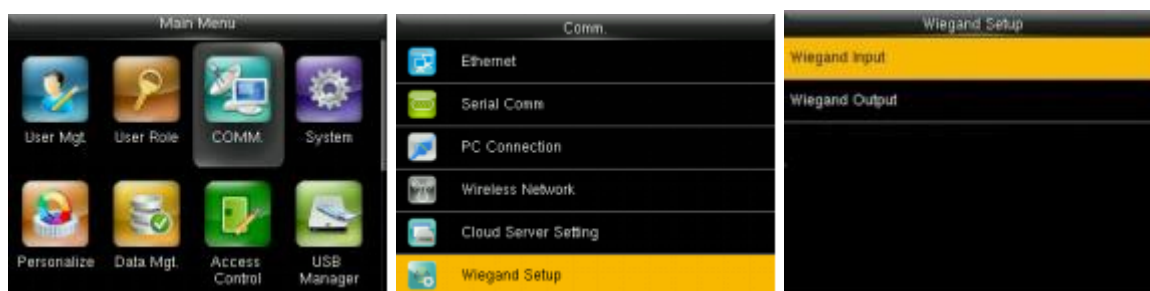 Main Menu
User Mgt.
User Role
COMM.
System
Personalize
Data Mgt.
Access
Control
USB
Manager
Comm.
Ethernet
Serial Comm
PC Connection
Wireless Network
Cloud Server Setting
Wiegand Setup
Wiegand Setup
Wiegand Input
Wiegand Output